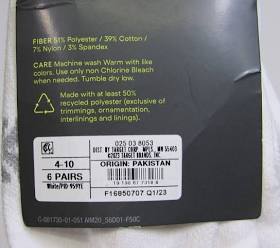 FIBER 51% Polyester / 39% Cotton /
7% Nylon / 3% Spandex
CARE Machine wash Warm with like
colors. Use only non Chlorine Bleach
when needed. Tumble dry Low.
Made with at least 50%
recycled polyester (exclusive of
trimmings, ornamentation,
interlinings and linings).
025 03 8053
DIST. BY TARGET CORP. MPLS, MN 55403
©2023 TARGET BRANDS, INC.
4-10
ORIGIN: PAKISTAN
6 PAIRS
White/PID 95YYE
F16850707 Q1/23